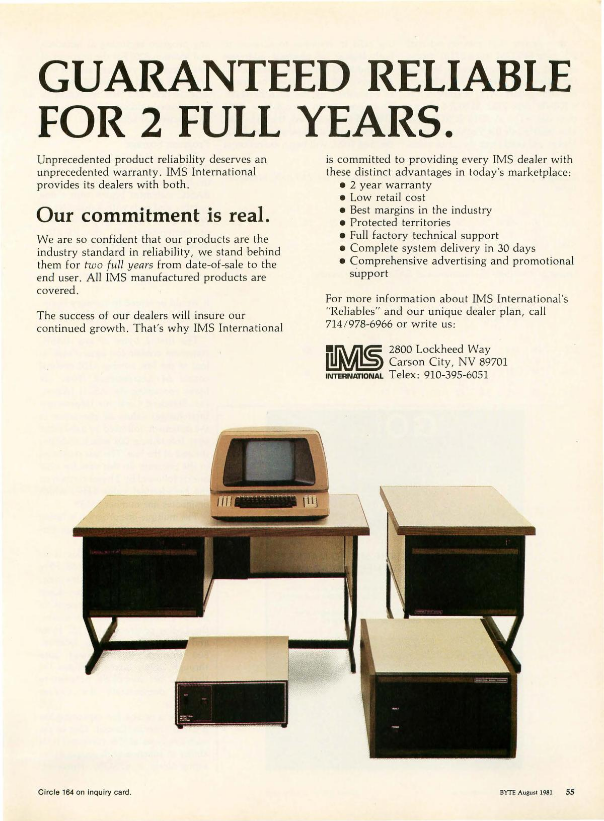 GUARANTEED RELIABLE
FOR 2 FULL YEARS.
Unprecedented product reliability deserves an
unprecedented warranty. IMS International
provides its dealers with both.
Our commitment is real.
We are so confident that our products are the
industry standard in reliability, we stand behind
them for two full years from date-of-sale to the
end user. All IMS manufactured products are
covered.
The success of our dealers will insure our
continued growth. That's why IMS International
is committed to providing every IMS dealer with
these distinct advantages in today's marketplace:
● 2 year warranty
● Low retail cost
● Best margins in the industry
● Protected territories
● Full factory technical support
● Complete system delivery in 30 days
● Comprehensive advertising and promotional
support
For more information about IMS International's
"Reliables" and our unique dealer plan, call
714/978-6966 or write us:
IMS
INTERNATIONAL
2800 Lockheed Way
Carson City, NV 89701
Telex: 910-395-6051
Circle 164 on inquiry card.
BYTE August 1981 55